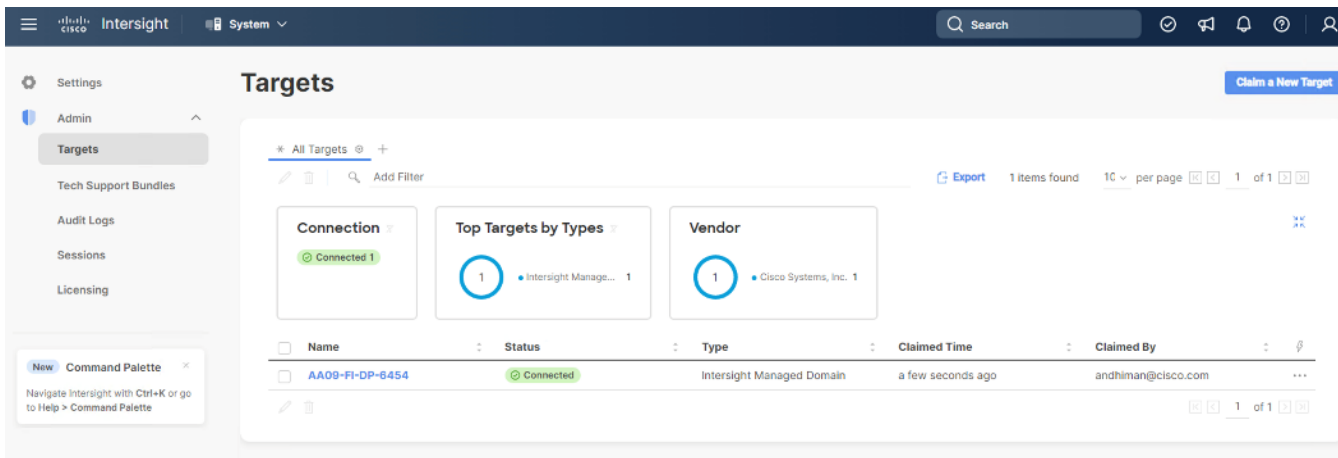 cisco Intersight System Search
Settings
Admin
Targets
Tech Support Bundles
Audit Logs
Sessions
Licensing
New Command Palette
Navigate Intersight with Ctrl+K or go
to Help > Command Palette
Targets
Claim a New Target
All Targets
Add Filter
Export 1 items found 10 per page 1 of 1
Connection
Connected 1
Top Targets by Types
1 Intersight Manage... 1
Vendor
1 Cisco Systems, Inc. 1
Name Status Type Claimed Time Claimed By
AA09-FI-DP-6454 Connected Intersight Managed Domain a few seconds ago andhiman@cisco.com
1 of 1